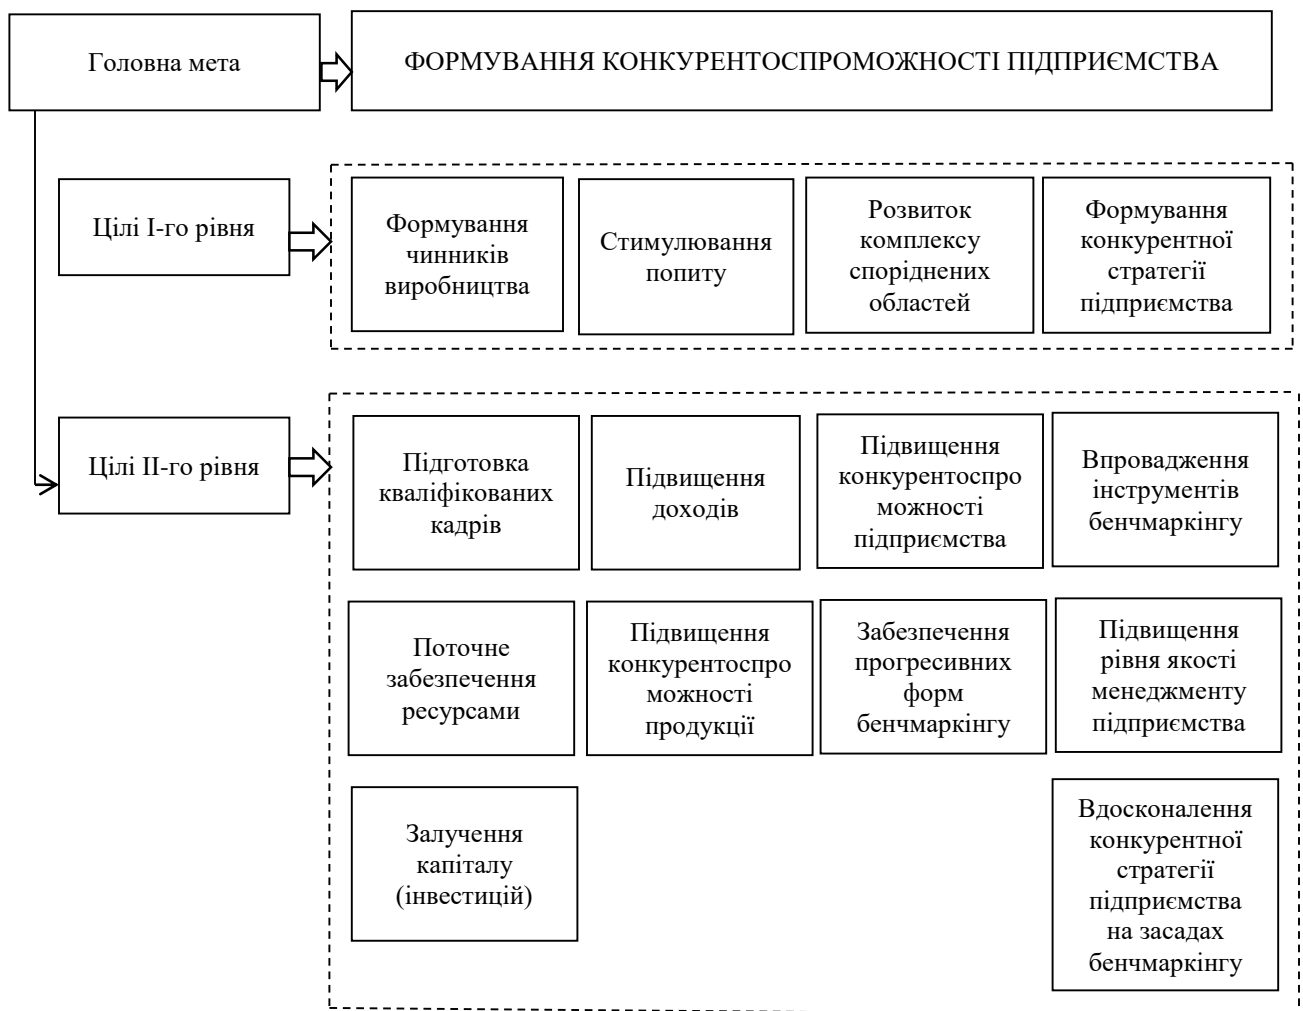 Головна мета
ФОРМУВАННЯ КОНКУРЕНТОСПРОМОЖНОСТІ ПІДПРИЄМСТВА
Цілі І-го рівня
Формування
чинників
виробництва
Стимулювання
попиту
Розвиток
комплексу
споріднених
областей
Формування
конкурентної
стратегії
підприємства
Цілі ІІ-го рівня
Підготовка
кваліфікованих
кадрів
Підвищення
доходів
Підвищення
конкурентоспро
можності
підприємства
Впровадження
інструментів
бенчмаркінгу
Поточне
забезпечення
ресурсами
Підвищення
конкурентоспро
можності
продукції
Забезпечення
прогресивних
форм
бенчмаркінгу
Підвищення
рівня якості
менеджменту
підприємства
Залучення
капіталу
(інвестицій)
Вдосконалення
конкурентної
стратегії
підприємства
на засадах
бенчмаркінгу